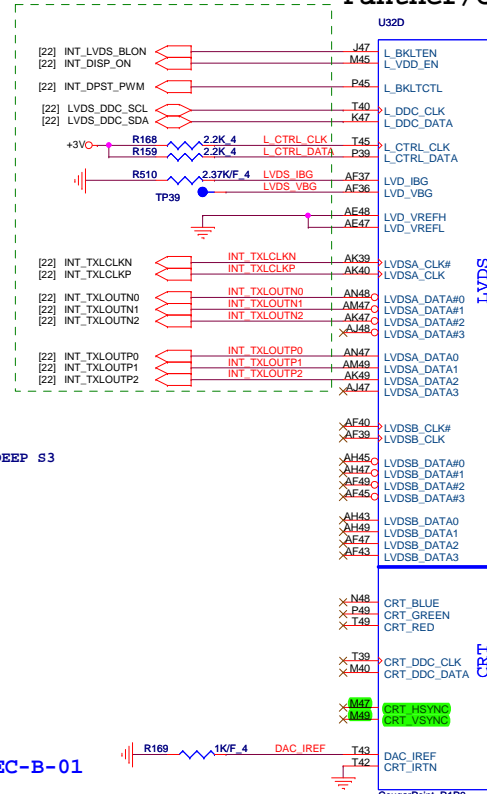 U32D
[22] INT_LVDS_BLON J47 L_BKLTEN
[22] INT_DISP_ON M45 L_VDD_EN
[22] INT_DPST_PWM P45 L_BKLTCTL
[22] LVDS_DDC_SCL T40 L_DDC_CLK
[22] LVDS_DDC_SDA K47 L_DDC_DATA
+3VO R168 2.2K_4 L_CTRL_CLK T45 L_CTRL_CLK
R159 2.2K_4 L_CTRL_DATA P39 L_CTRL_DATA
R510 2.37K/F_4 LVDS_IBG AF37 LVD_IBG
TP39 LVDS_VBG AF36 LVD_VBG
AE48 LVD_VREFH
AE47 LVD_VREFL
[22] INT_TXLCLKN INT_TXLCLKN AK39 LVDSA_CLK#
[22] INT_TXLCLKP INT_TXLCLKP AK40 LVDSA_CLK
LVDS
[22] INT_TXLOUTN0 INT_TXLOUTN0 AN48 LVDSA_DATA#0
[22] INT_TXLOUTN1 INT_TXLOUTN1 AM47 LVDSA_DATA#1
[22] INT_TXLOUTN2 INT_TXLOUTN2 AK47 LVDSA_DATA#2
AJ48 LVDSA_DATA#3
[22] INT_TXLOUTP0 INT_TXLOUTP0 AN47 LVDSA_DATA0
[22] INT_TXLOUTP1 INT_TXLOUTP1 AM49 LVDSA_DATA1
[22] INT_TXLOUTP2 INT_TXLOUTP2 AK49 LVDSA_DATA2
AJ47 LVDSA_DATA3
AF40 LVDSB_CLK#
AF39 LVDSB_CLK
DEEP S3
AH45 LVDSB_DATA#0
AH47 LVDSB_DATA#1
AF49 LVDSB_DATA#2
AF45 LVDSB_DATA#3
AH43 LVDSB_DATA0
AH49 LVDSB_DATA1
AF47 LVDSB_DATA2
AF43 LVDSB_DATA3
N48 CRT_BLUE
P49 CRT_GREEN
T49 CRT_RED
CRT
T39 CRT_DDC_CLK
M40 CRT_DDC_DATA
M47 CRT_HSYNC
M49 CRT_VSYNC
R169 1K/F_4 DAC_IREF T43 DAC_IREF
EC-B-01 T42 CRT_IRTN